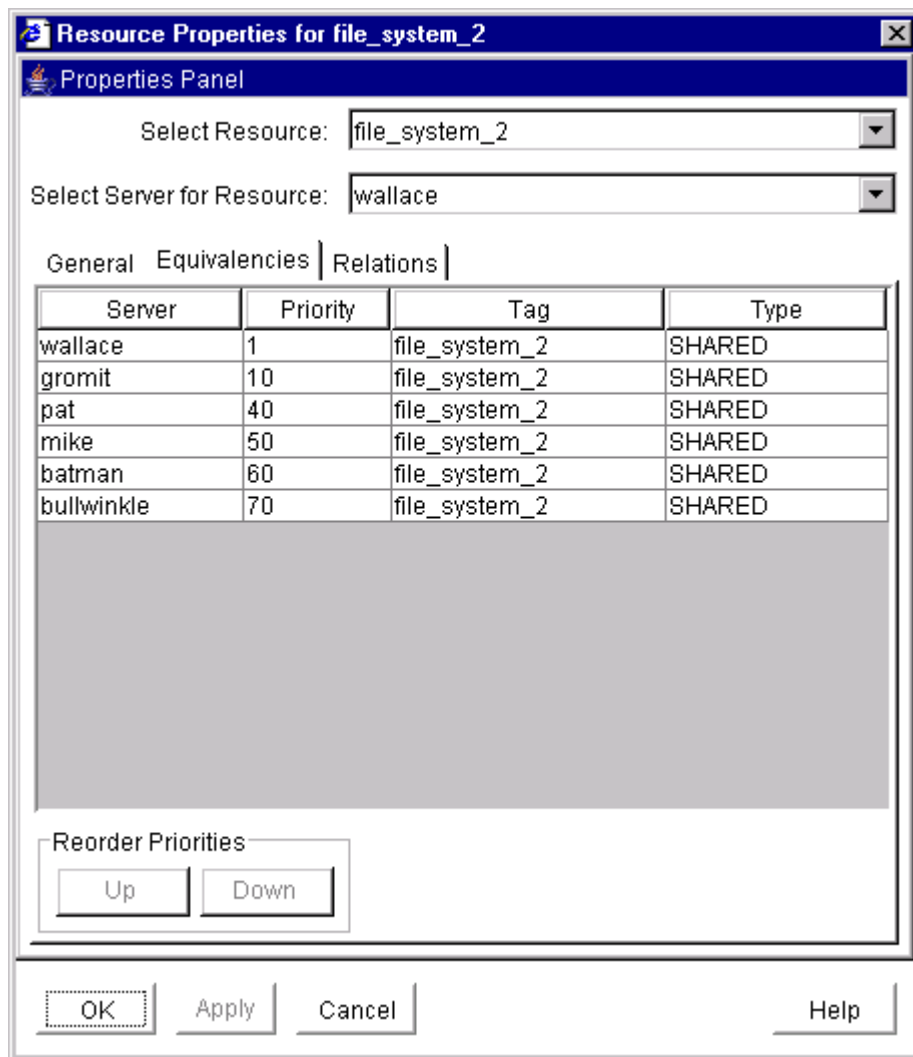 Resource Properties for file_system_2
Properties Panel
Select Resource: file_system_2
Select Server for Resource: wallace
General Equivalencies Relations
Server Priority Tag Type
wallace 1 file_system_2 SHARED
gromit 10 file_system_2 SHARED
pat 40 file_system_2 SHARED
mike 50 file_system_2 SHARED
batman 60 file_system_2 SHARED
bullwinkle 70 file_system_2 SHARED
Reorder Priorities
Up Down
OK Apply Cancel Help